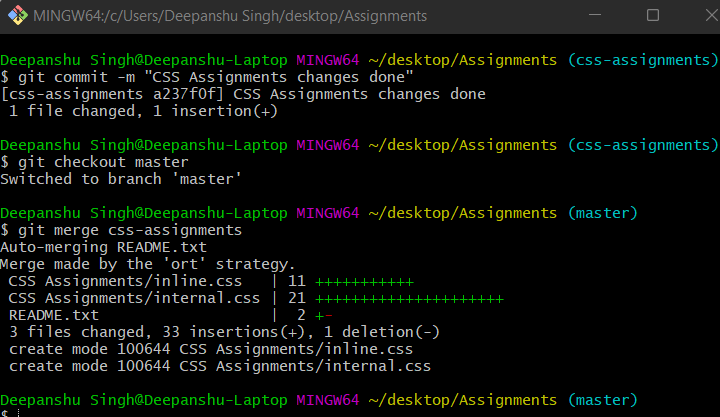 MINGW64:/c/Users/Deepanshu Singh/desktop/Assignments
Deepanshu Singh@Deepanshu-Laptop MINGW64 ~/desktop/Assignments (css-assignments)
$ git commit -m "CSS Assignments changes done"
[css-assignments a237f0f] CSS Assignments changes done
 1 file changed, 1 insertion(+)
Deepanshu Singh@Deepanshu-Laptop MINGW64 ~/desktop/Assignments (css-assignments)
$ git checkout master
Switched to branch 'master'
Deepanshu Singh@Deepanshu-Laptop MINGW64 ~/desktop/Assignments (master)
$ git merge css-assignments
Auto-merging README.txt
Merge made by the 'ort' strategy.
 CSS Assignments/inline.css   | 11 +++++++++++
 CSS Assignments/internal.css | 21 +++++++++++++++++++++
 README.txt                   |  2 +-
 3 files changed, 33 insertions(+), 1 deletion(-)
 create mode 100644 CSS Assignments/inline.css
 create mode 100644 CSS Assignments/internal.css
Deepanshu Singh@Deepanshu-Laptop MINGW64 ~/desktop/Assignments (master)
$